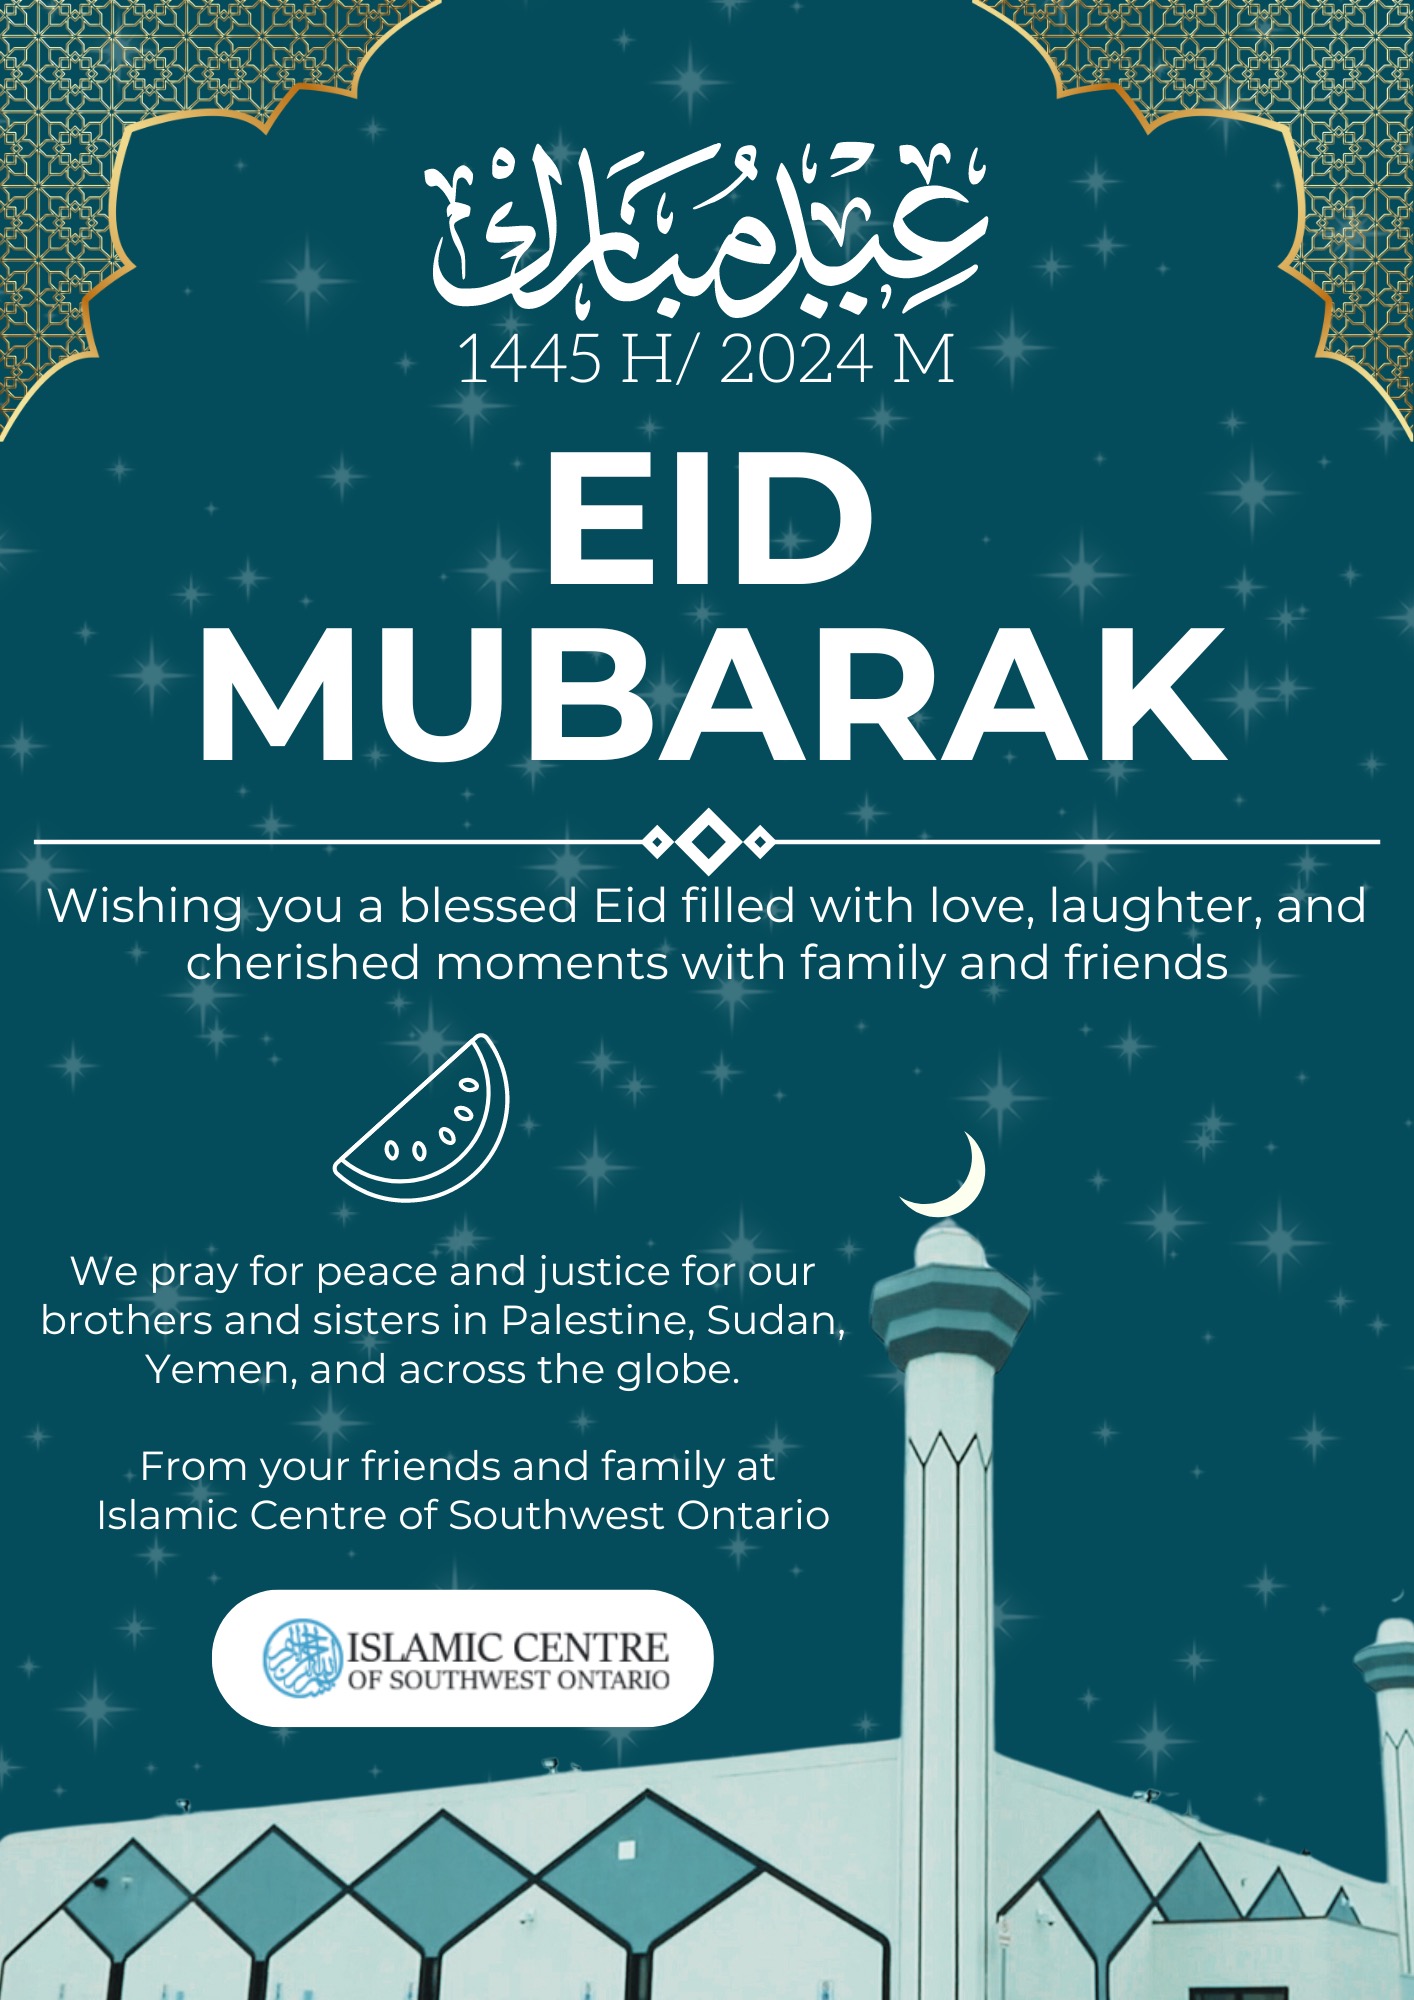 عيد مبارك
1445 H/ 2024 M
EID
MUBARAK
Wishing you a blessed Eid filled with love, laughter, and
cherished moments with family and friends
We pray for peace and justice for our
brothers and sisters in Palestine, Sudan,
Yemen, and across the globe.
From your friends and family at
Islamic Centre of Southwest Ontario
ISLAMIC CENTRE
OF SOUTHWEST ONTARIO